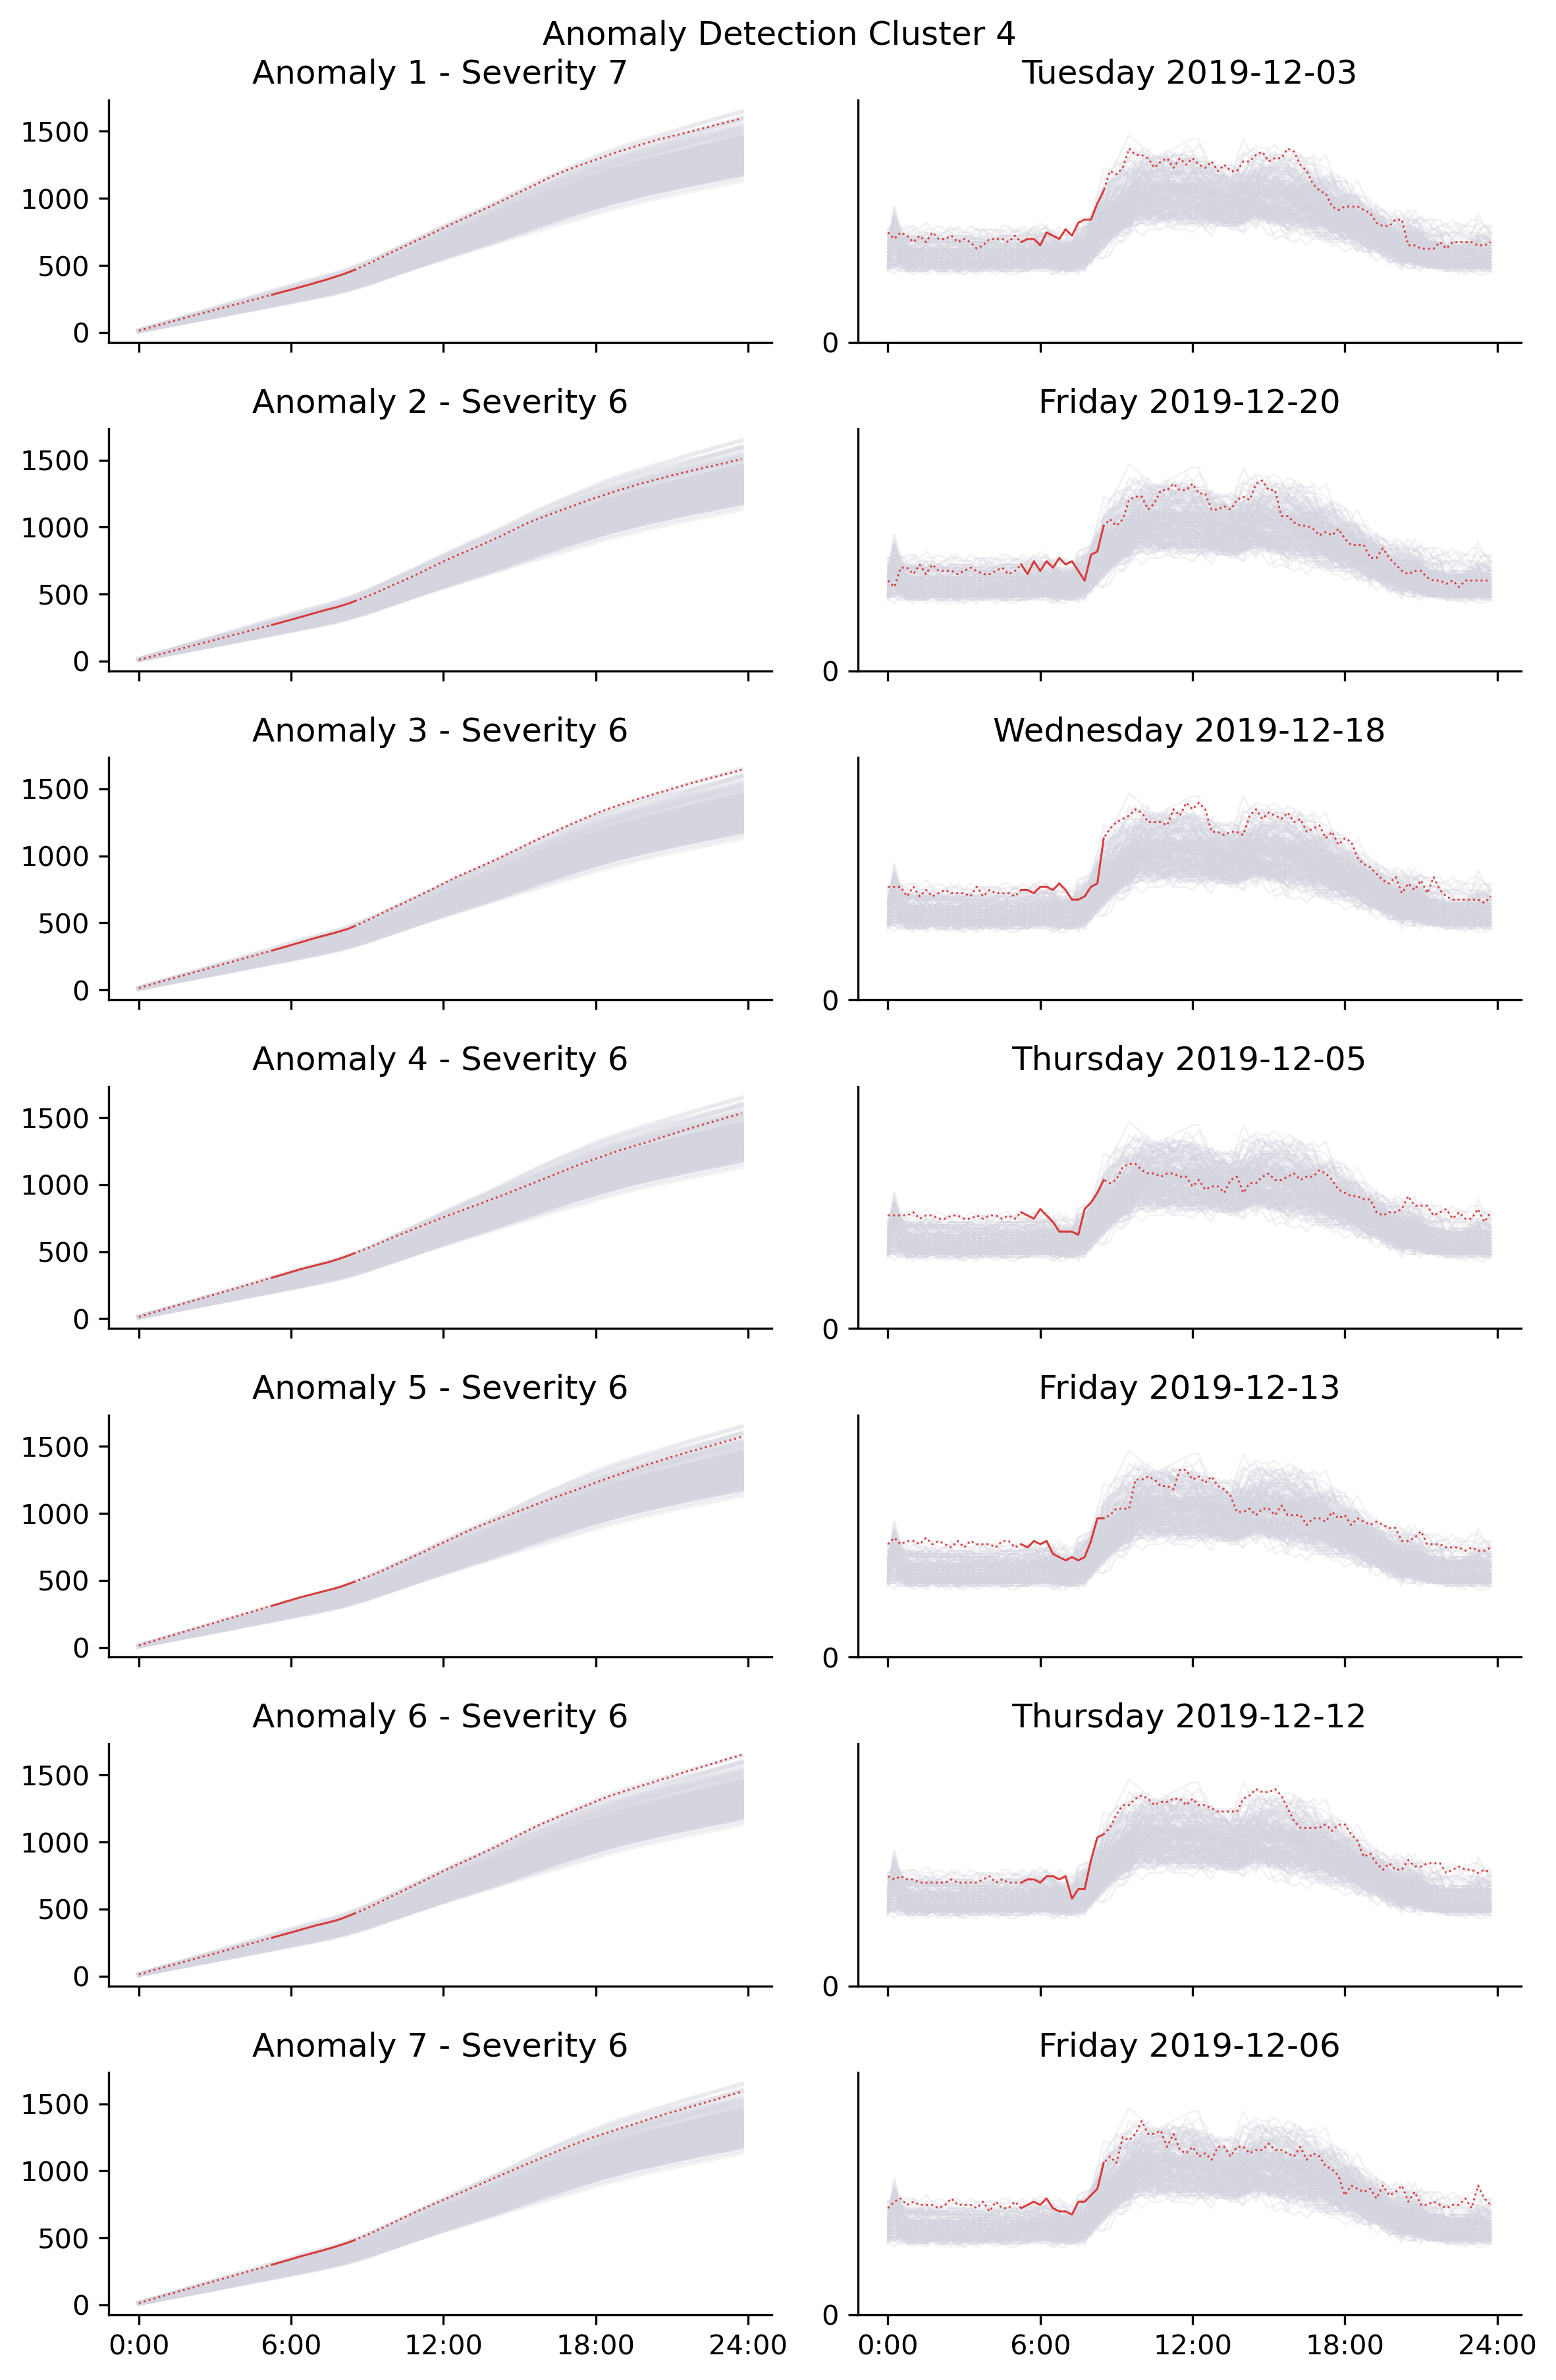 Anomaly Detection Cluster 4
Anomaly 1 - Severity 7
Tuesday 2019-12-03
1500
1000
500
0
0
Anomaly 2 - Severity 6
Friday 2019-12-20
1500
1000
500
0
0
Anomaly 3 - Severity 6
Wednesday 2019-12-18
1500
1000
500
0
0
Anomaly 4 - Severity 6
Thursday 2019-12-05
1500
1000
500
0
0
Anomaly 5 - Severity 6
Friday 2019-12-13
1500
1000
500
0
0
Anomaly 6 - Severity 6
Thursday 2019-12-12
1500
1000
500
0
0
Anomaly 7 - Severity 6
Friday 2019-12-06
1500
1000
500
0
0
0:00 6:00 12:00 18:00 24:00
0:00 6:00 12:00 18:00 24:00